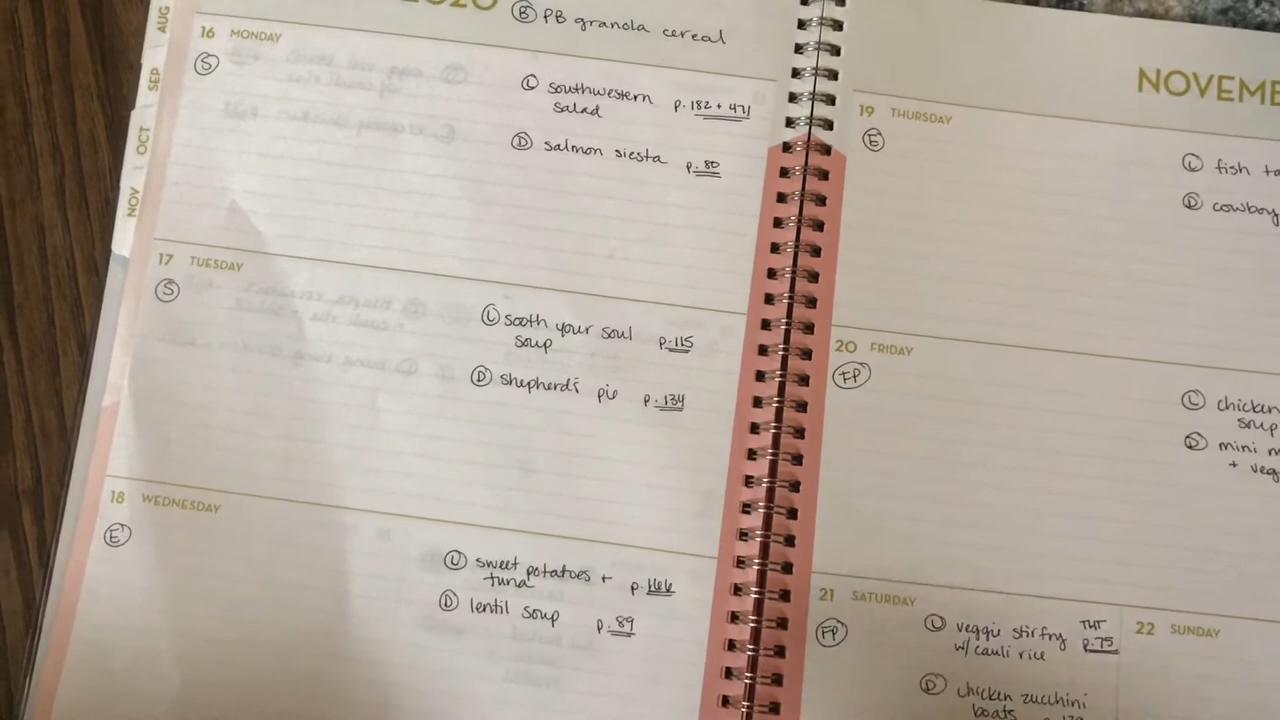 AUG
SEP
OCT
NOV
2020
B PB granola cereal
16 MONDAY
S
L southwestern p. 182 + 471
salad
D salmon siesta p. 80
17 TUESDAY
S
L sooth your soul p. 115
soup
D shepherd's pie p. 134
18 WEDNESDAY
E
L sweet potatoes + p. 166
tuna
D lentil soup p. 89
NOVEME
19 THURSDAY
E
L fish ta
D cowboy
20 FRIDAY
FP
L chicken
soup
D mini m
+ veg
21 SATURDAY
FP
L veggie stirfry THT
w/ cauli rice p. 75
D chicken zucchini
boats
22 SUNDAY